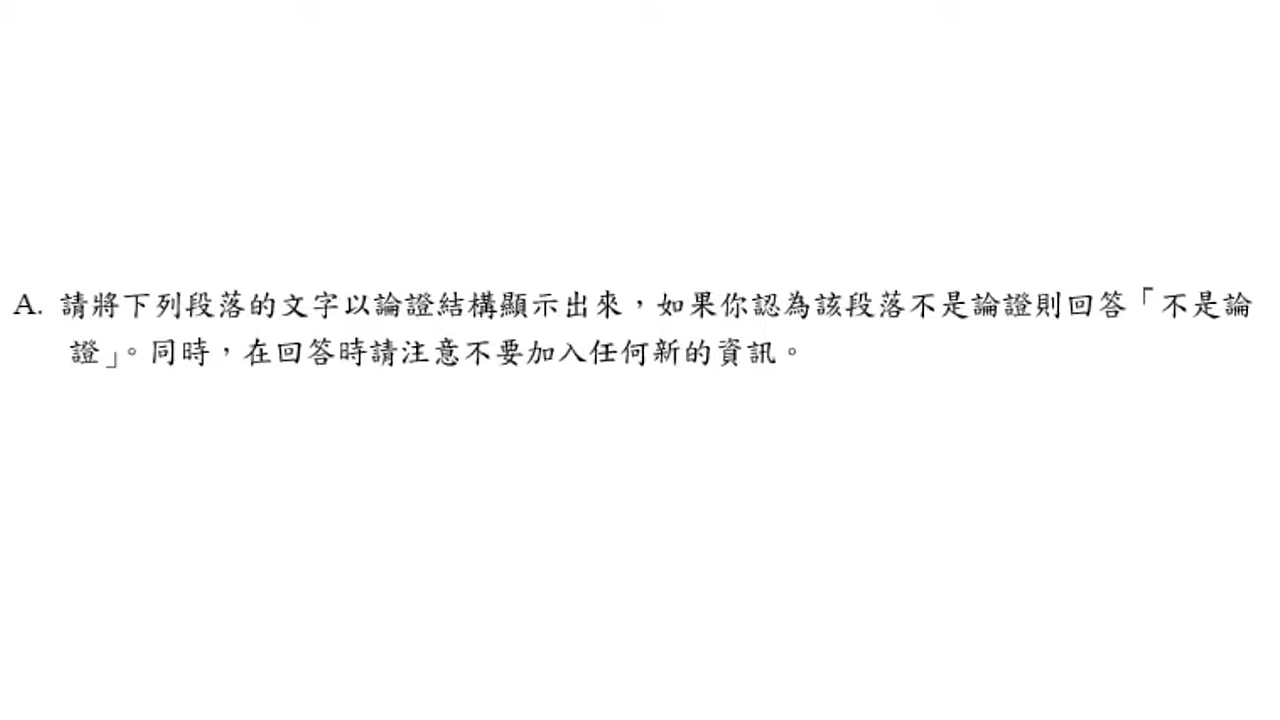 A. 請將下列段落的文字以論證結構顯示出來，如果你認為該段落不是論證則回答「不是論
證」。同時，在回答時請注意不要加入任何新的資訊。